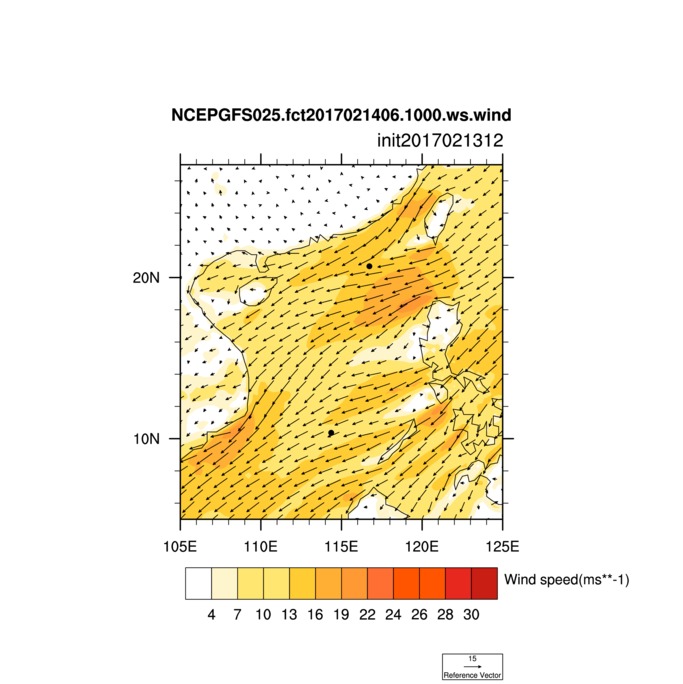 NCEPGFS025.fct2017021406.1000.ws.wind
init2017021312
20N
10N
105E 110E 115E 120E 125E
Wind speed(ms**-1)
4 7 10 13 16 19 22 24 26 28 30
15
Reference Vector